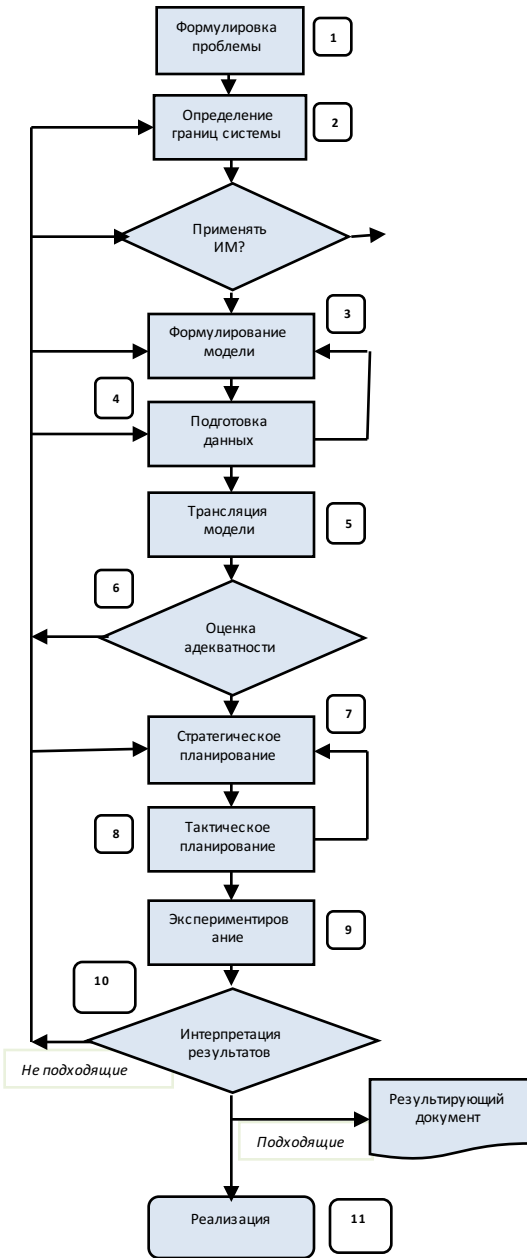 Формулировка
проблемы
1
Определение
границ системы
2
Применять
ИМ?
3
Формулирование
модели
4
Подготовка
данных
Трансляция
модели
5
6
Оценка
адекватности
7
Стратегическое
планирование
8
Тактическое
планирование
Экспериментиров
ание
9
10
Интерпретация
результатов
Не подходящие
Результирующий
документ
Подходящие
Реализация
11